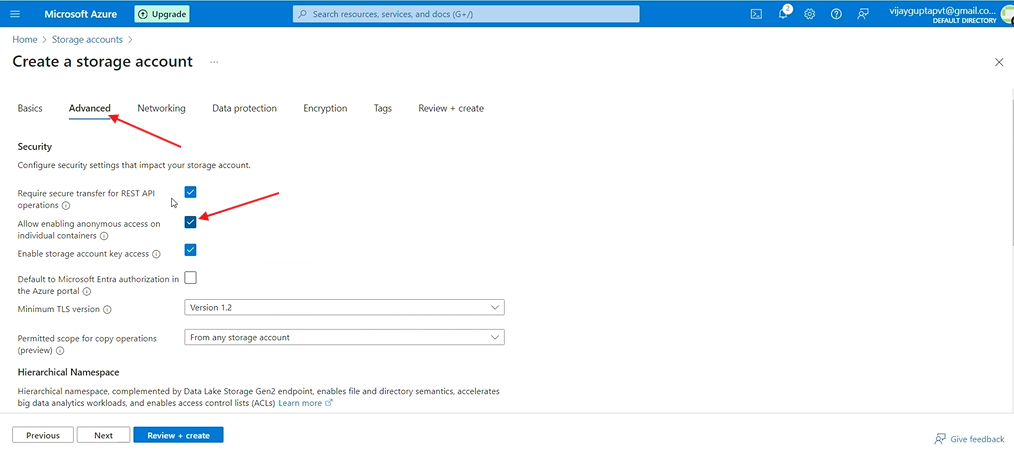 Microsoft Azure
Upgrade
Search resources, services, and docs (G+/)
2
vijayguptapvt@gmail.co...
DEFAULT DIRECTORY
Home > Storage accounts >
Create a storage account ...
Basics Advanced Networking Data protection Encryption Tags Review + create
Security
Configure security settings that impact your storage account.
Require secure transfer for REST API
operations
Allow enabling anonymous access on
individual containers
Enable storage account key access
Default to Microsoft Entra authorization in
the Azure portal
Minimum TLS version
Version 1.2
Permitted scope for copy operations
(preview)
From any storage account
Hierarchical Namespace
Hierarchical namespace, complemented by Data Lake Storage Gen2 endpoint, enables file and directory semantics, accelerates
big data analytics workloads, and enables access control lists (ACLs) Learn more
Previous Next Review + create
Give feedback